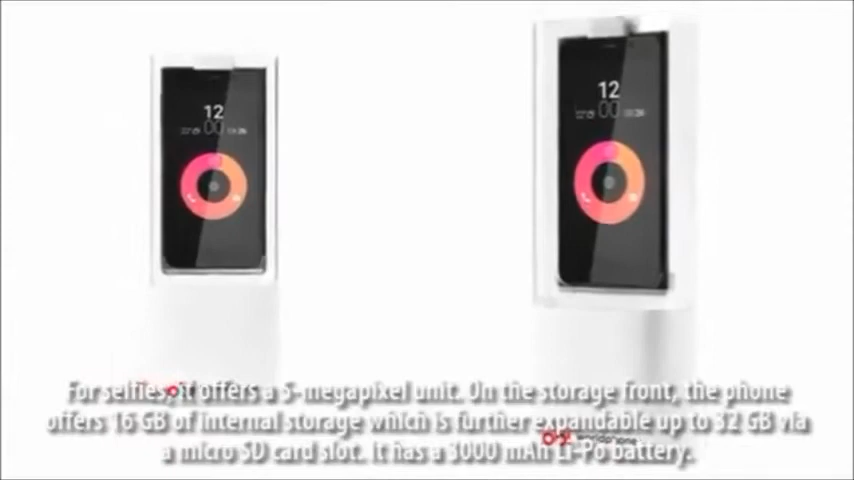 12
00
12
00
For selfies, it offers a 5-megapixel unit. On the storage front, the phone
offers 16 GB of internal storage which is further expandable up to 32 GB via
a micro SD card slot. It has a 3000 mAh Li-Po battery.
worldphone